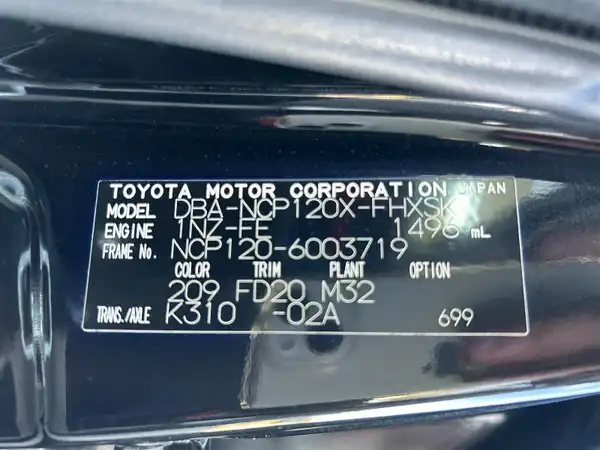 TOYOTA MOTOR CORPORATION JAPAN
MODEL DBA-NCP120X-FHXSK
ENGINE 1NZ-FE 1496 mL
FRAME No. NCP120-6003719
COLOR TRIM PLANT OPTION
209 FD20 M32
TRANS./AXLE K310 -02A 699